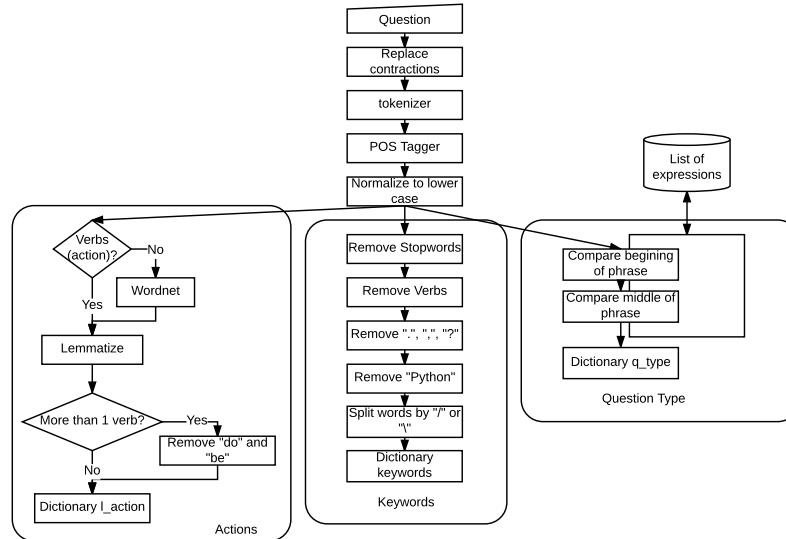 Question
Replace
contractions
tokenizer
POS Tagger
Normalize to lower
case
List of
expressions
Verbs
(action)?
No
Wordnet
Yes
Lemmatize
More than 1 verb?
Yes
Remove "do" and
"be"
No
Dictionary l_action
Actions
Remove Stopwords
Remove Verbs
Remove ".", ",", "?"
Remove "Python"
Split words by "/" or
"\"
Dictionary
keywords
Keywords
Compare begining
of phrase
Compare middle of
phrase
Dictionary q_type
Question Type